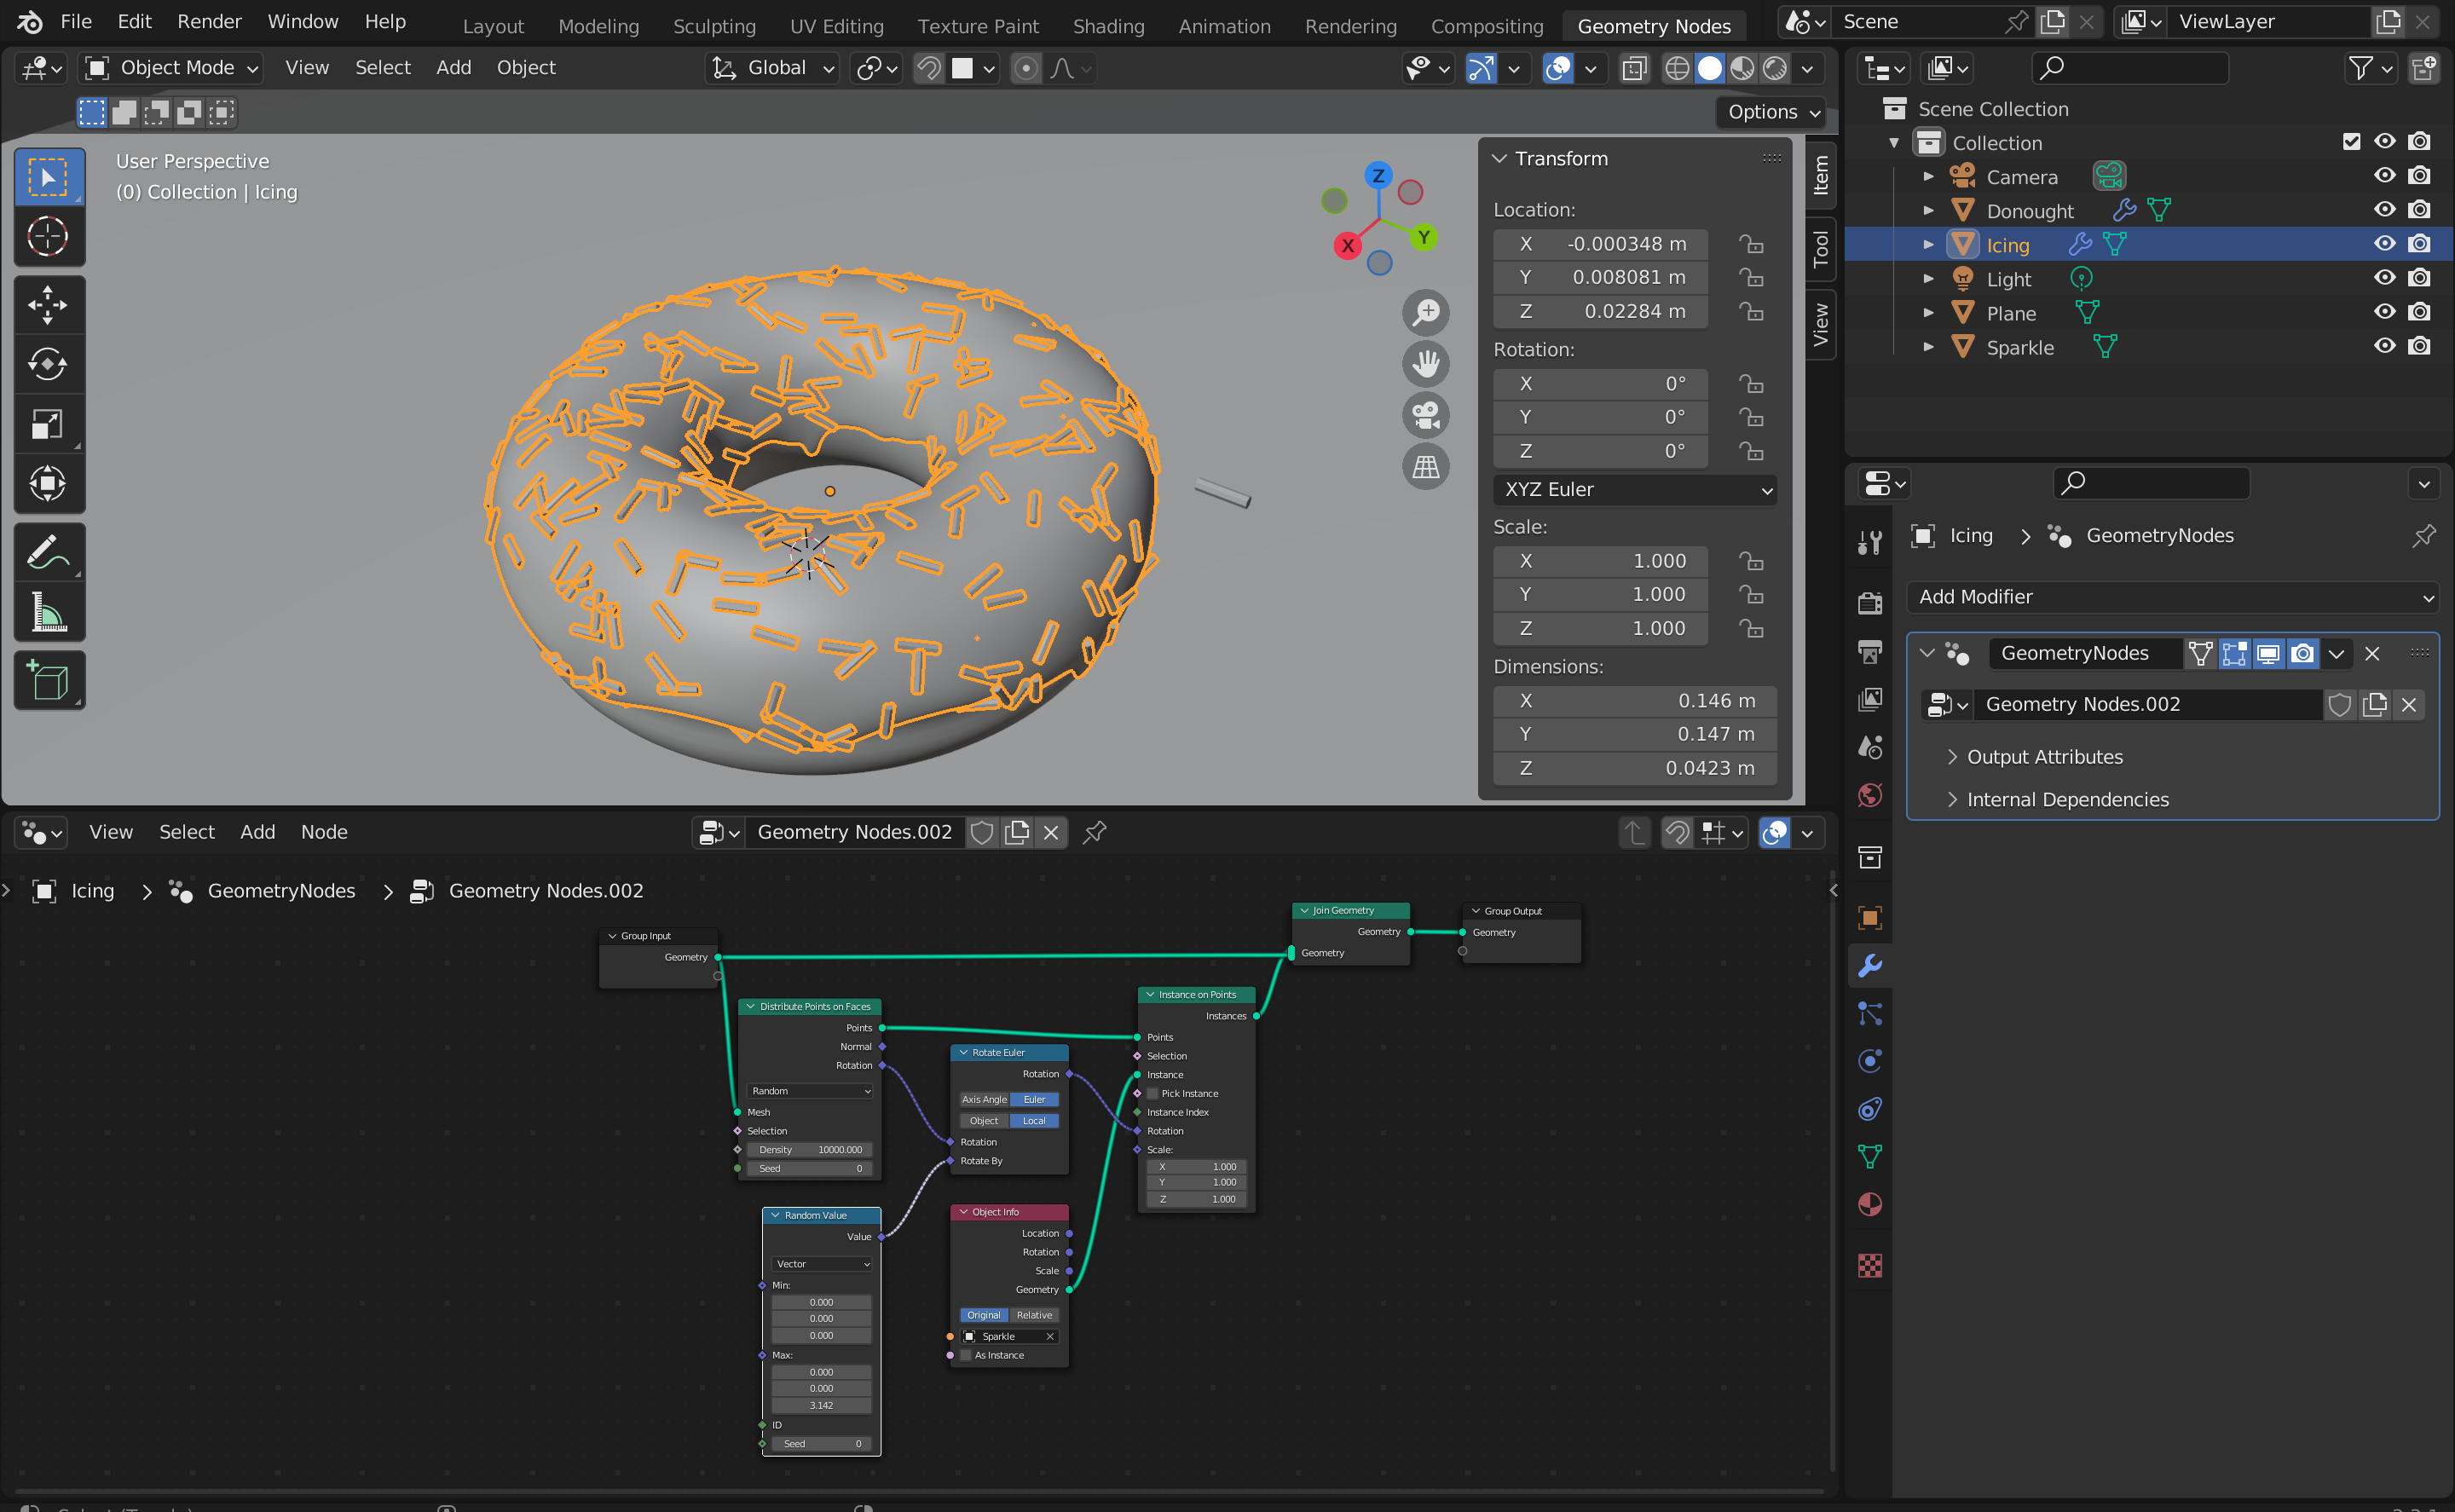 File Edit Render Window Help Layout Modeling Sculpting UV Editing Texture Paint Shading Animation Rendering Compositing Geometry Nodes Scene ViewLayer
Object Mode View Select Add Object Global
Options
User Perspective
(0) Collection | Icing
Z
Y
X
Transform
Location:
X -0.000348 m
Y 0.008081 m
Z 0.02284 m
Rotation:
X 0°
Y 0°
Z 0°
XYZ Euler
Scale:
X 1.000
Y 1.000
Z 1.000
Dimensions:
X 0.146 m
Y 0.147 m
Z 0.0423 m
Item
Tool
View
Scene Collection
Collection
Camera
Donought
Icing
Light
Plane
Sparkle
Icing > GeometryNodes
Add Modifier
GeometryNodes
Geometry Nodes.002
Output Attributes
Internal Dependencies
View Select Add Node Geometry Nodes.002
Icing > GeometryNodes > Geometry Nodes.002
Group Input
Geometry
Distribute Points on Faces
Points
Normal
Rotation
Random
Mesh
Selection
Density 10000.000
Seed 0
Random Value
Value
Vector
Min:
0.000
0.000
0.000
Max:
0.000
0.000
3.142
ID
Seed 0
Rotate Euler
Rotation
Axis Angle Euler
Object Local
Rotation
Rotate By
Object Info
Location
Rotation
Scale
Geometry
Original Relative
Sparkle
As Instance
Instance on Points
Instances
Points
Selection
Instance
Pick Instance
Instance Index
Rotation
Scale:
X 1.000
Y 1.000
Z 1.000
Join Geometry
Geometry
Geometry
Group Output
Geometry